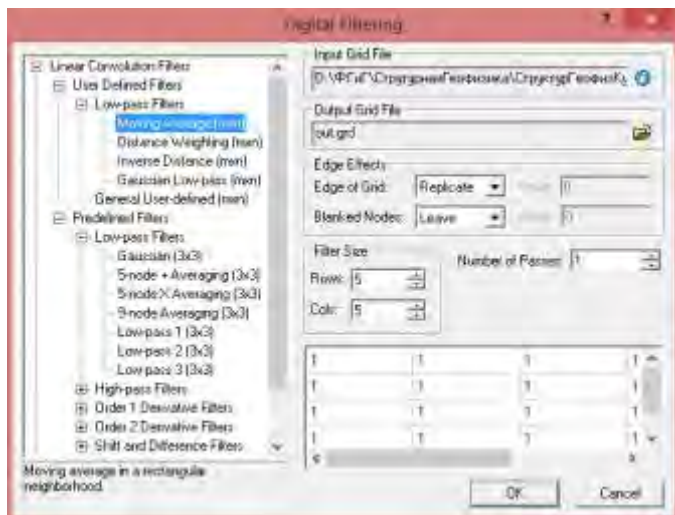 Digital Filtering
Linear Convolution Filters
User Defined Filters
Low-pass Filters
Moving Average (mxn)
Distance Weighting (mxn)
Inverse Distance (mxn)
Gaussian Low-pass (mxn)
General User-defined (mxn)
Predefined Filters
Low-pass Filters
Gaussian (3x3)
5-node + Averaging (3x3)
5-node X Averaging (3x3)
9-node Averaging (3x3)
Low-pass 1 (3x3)
Low-pass 2 (3x3)
Low-pass 3 (3x3)
High-pass Filters
Order 1 Derivative Filters
Order 2 Derivative Filters
Shift and Difference Filters
Moving average in a rectangular
neighborhood.
Input Grid File
Output Grid File
out.grd
Edge Effects
Edge of Grid: Replicate 0
Blanked Nodes: Leave 0
Filter Size
Rows: 5
Cols: 5
Number of Passes: 1
1 1 1 1
1 1 1 1
1 1 1 1
1 1 1 1
OK Cancel